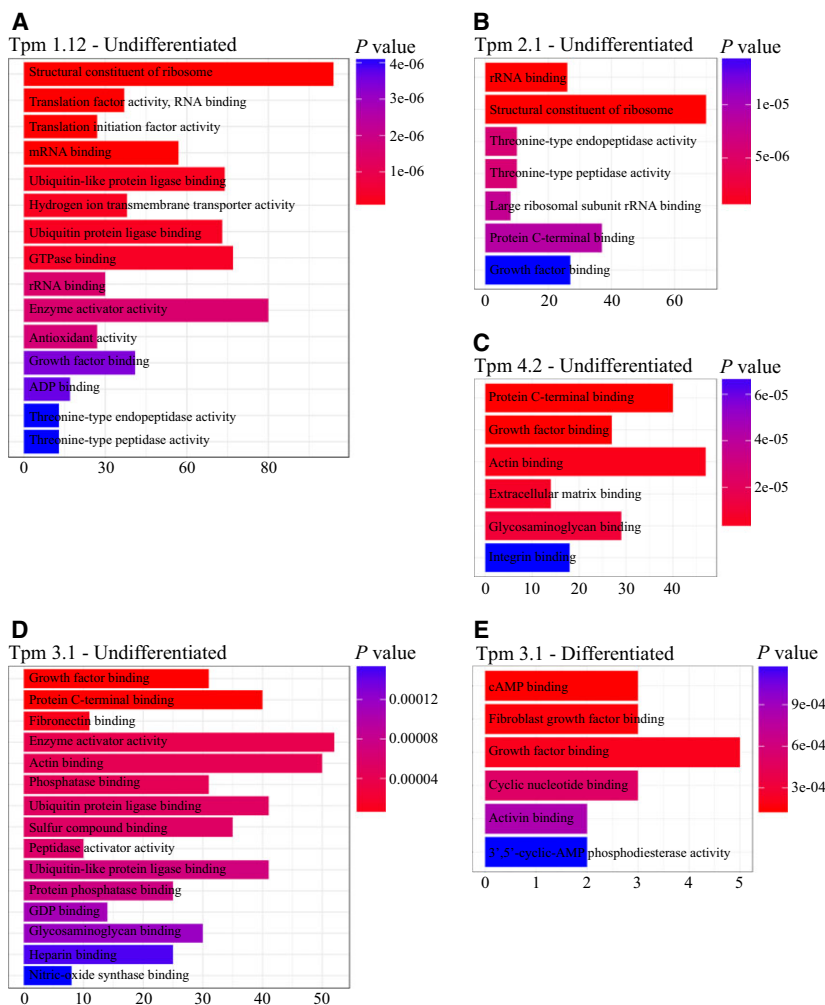 A
Tpm 1.12 - Undifferentiated
P value
Structural constituent of ribosome
Translation factor activity, RNA binding
Translation initiation factor activity
mRNA binding
Ubiquitin-like protein ligase binding
Hydrogen ion transmembrane transporter activity
Ubiquitin protein ligase binding
GTPase binding
rRNA binding
Enzyme activator activity
Antioxidant activity
Growth factor binding
ADP binding
Threonine-type endopeptidase activity
Threonine-type peptidase activity
0 30 60 80
4e-06
3e-06
2e-06
1e-06
B
Tpm 2.1 - Undifferentiated
P value
rRNA binding
Structural constituent of ribosome
Threonine-type endopeptidase activity
Threonine-type peptidase activity
Large ribosomal subunit rRNA binding
Protein C-terminal binding
Growth factor binding
0 20 40 60
1e-05
5e-06
C
Tpm 4.2 - Undifferentiated
P value
Protein C-terminal binding
Growth factor binding
Actin binding
Extracellular matrix binding
Glycosaminoglycan binding
Integrin binding
0 10 20 30 40
6e-05
4e-05
2e-05
D
Tpm 3.1 - Undifferentiated
P value
Growth factor binding
Protein C-terminal binding
Fibronectin binding
Enzyme activator activity
Actin binding
Phosphatase binding
Ubiquitin protein ligase binding
Sulfur compound binding
Peptidase activator activity
Ubiquitin-like protein ligase binding
Protein phosphatase binding
GDP binding
Glycosaminoglycan binding
Heparin binding
Nitric-oxide synthase binding
0 10 20 30 40 50
0.00012
0.00008
0.00004
E
Tpm 3.1 - Differentiated
P value
cAMP binding
Fibroblast growth factor binding
Growth factor binding
Cyclic nucleotide binding
Activin binding
3',5'-cyclic-AMP phosphodiesterase activity
0 1 2 3 4 5
9e-04
6e-04
3e-04